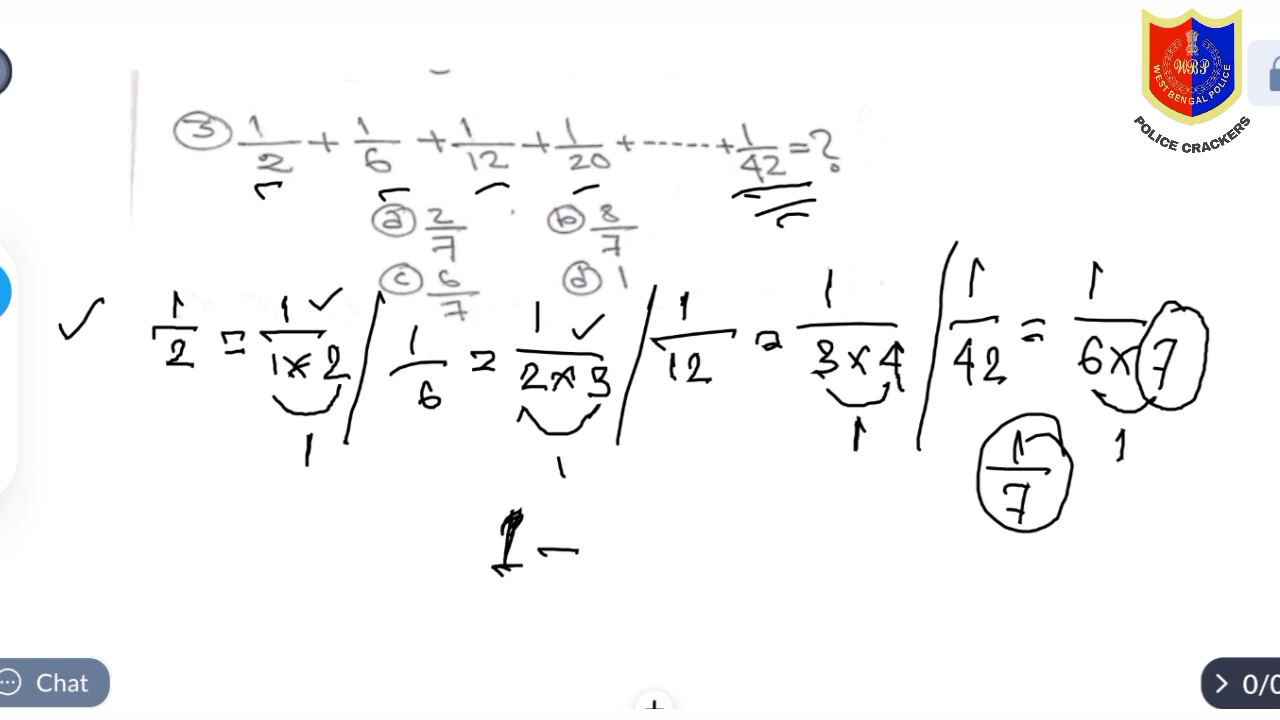 WBP
WEST BENGAL POLICE
POLICE CRACKERS
③ 1/2 + 1/6 + 1/12 + 1/20 + ...... + 1/42 = ?
ⓐ 2/7 ⓑ 8/7
ⓒ 6/7 ⓓ 1
✓ 1/2 = 1/(1×2) ✓ | 1/6 = 1/(2×3) ✓ | 1/12 = 1/(3×4) | 1/42 = 1/(6×7)
1 1 1 1
1/7
1 −
Chat
> 0/0